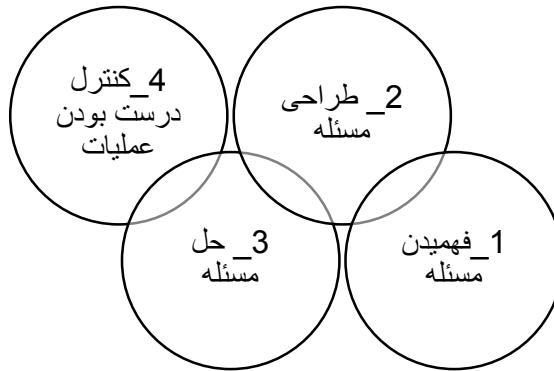 4_کنترل
درست بودن
عملیات
2_ طراحی
مسئله
3_ حل
مسئله
1_فهمیدن
مسئله